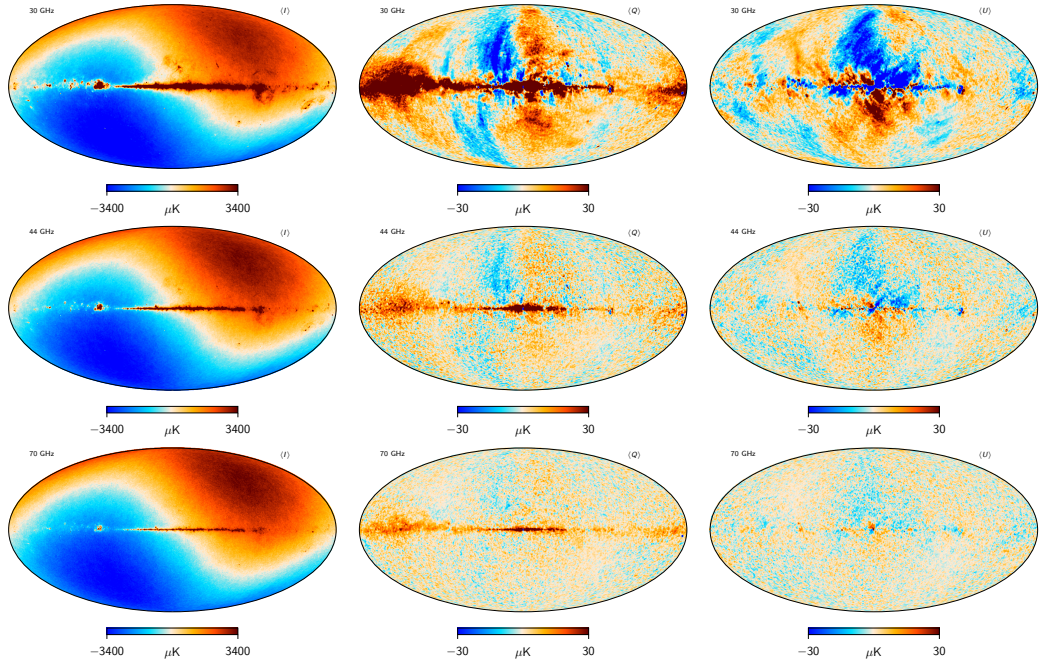 30 GHz ⟨I⟩ 30 GHz ⟨Q⟩ 30 GHz ⟨U⟩
−3400 μK 3400 −30 μK 30 −30 μK 30
44 GHz ⟨I⟩ 44 GHz ⟨Q⟩ 44 GHz ⟨U⟩
−3400 μK 3400 −30 μK 30 −30 μK 30
70 GHz ⟨I⟩ 70 GHz ⟨Q⟩ 70 GHz ⟨U⟩
−3400 μK 3400 −30 μK 30 −30 μK 30